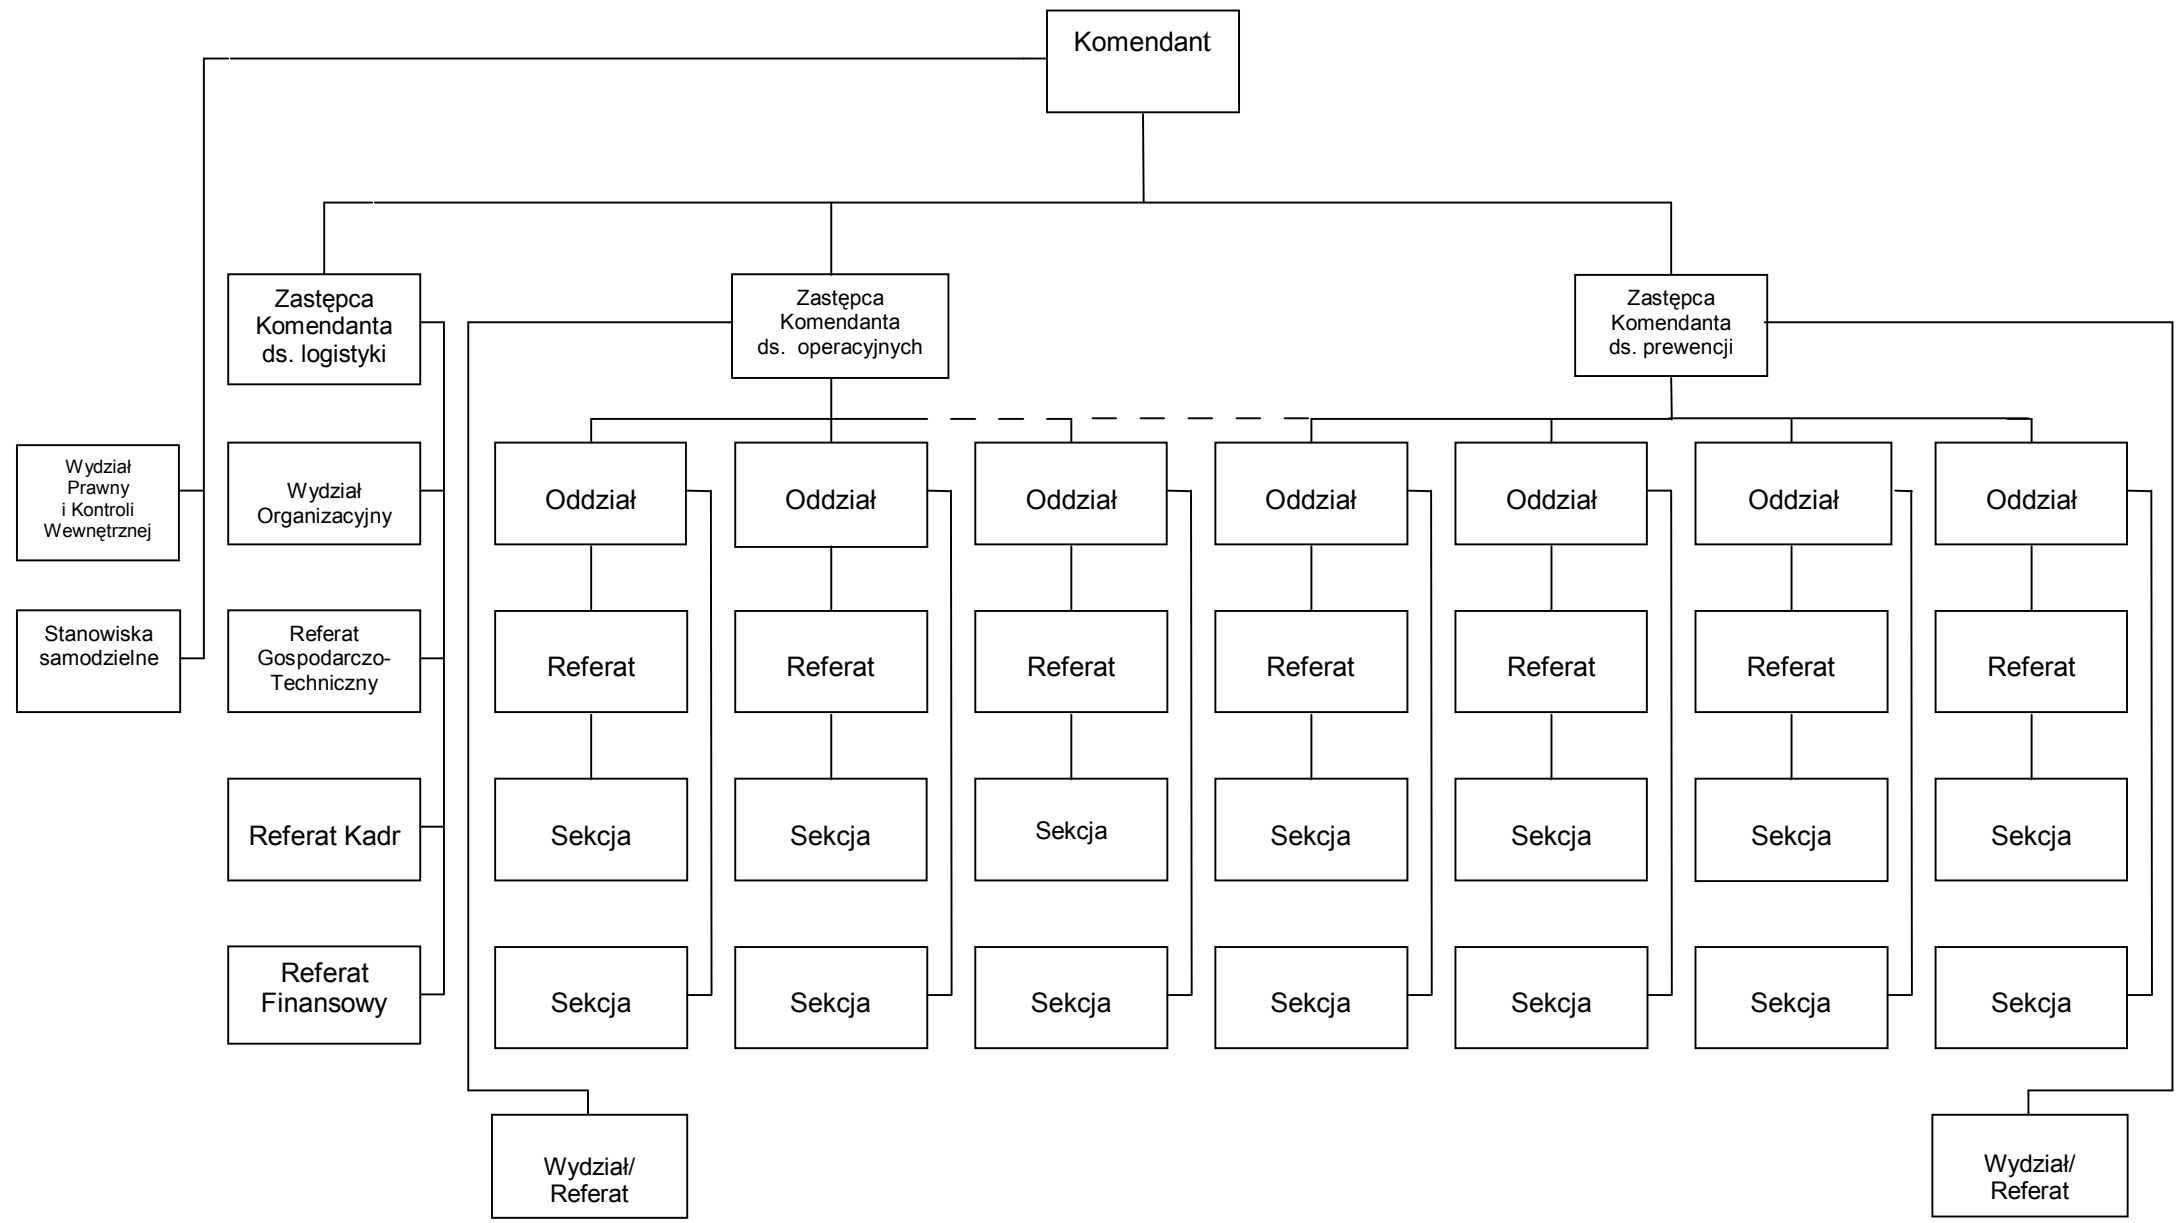 Komendant
Zastępca
Komendanta
ds. logistyki
Zastępca
Komendanta
ds. operacyjnych
Zastępca
Komendanta
ds. prewencji
Wydział
Prawny
i Kontroli
Wewnętrznej
Wydział
Organizacyjny
Oddział
Oddział
Oddział
Oddział
Oddział
Oddział
Oddział
Stanowiska
samodzielne
Referat
Gospodarczo-
Techniczny
Referat
Referat
Referat
Referat
Referat
Referat
Referat
Referat Kadr
Sekcja
Sekcja
Sekcja
Sekcja
Sekcja
Sekcja
Sekcja
Referat
Finansowy
Sekcja
Sekcja
Sekcja
Sekcja
Sekcja
Sekcja
Sekcja
Wydział/
Referat
Wydział/
Referat